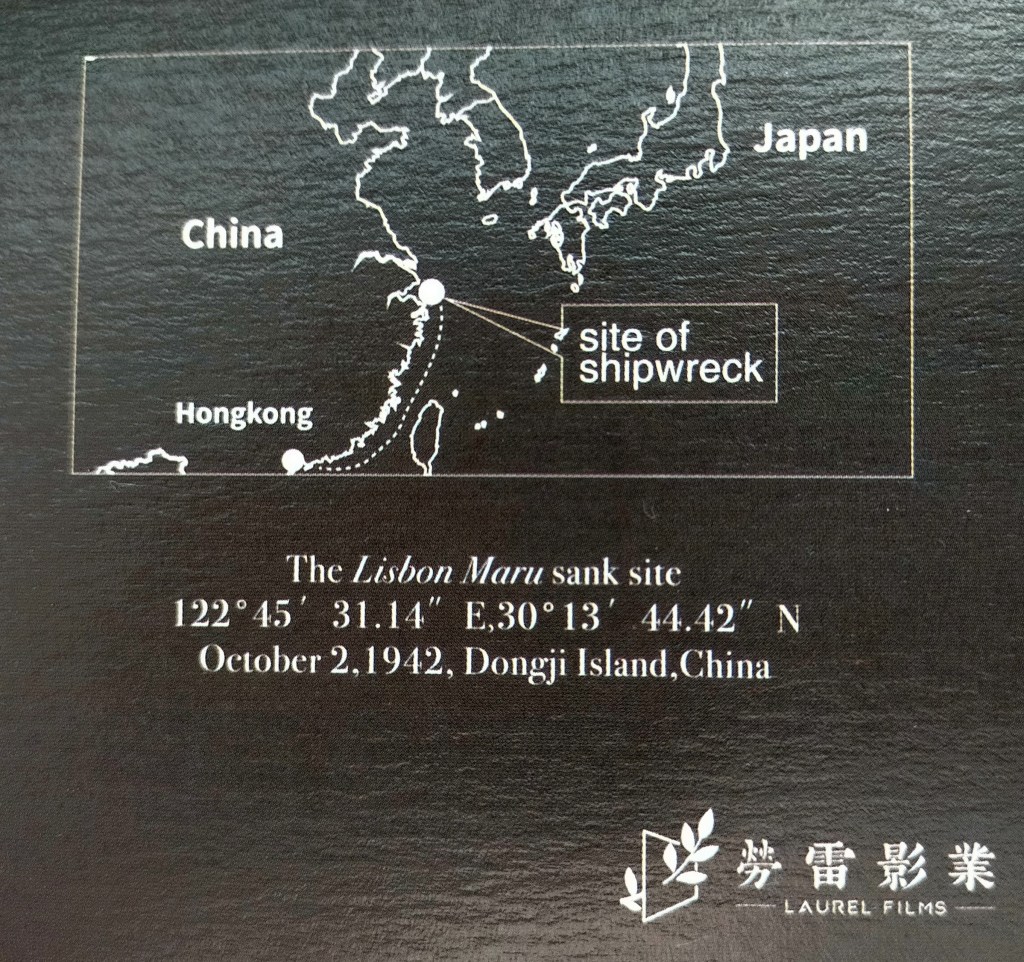 Japan
China
site of
shipwreck
Hongkong
The Lisbon Maru sank site
122°45′ 31.14″ E,30°13′ 44.42″ N
October 2,1942, Dongji Island,China
勞雷影業
LAUREL FILMS